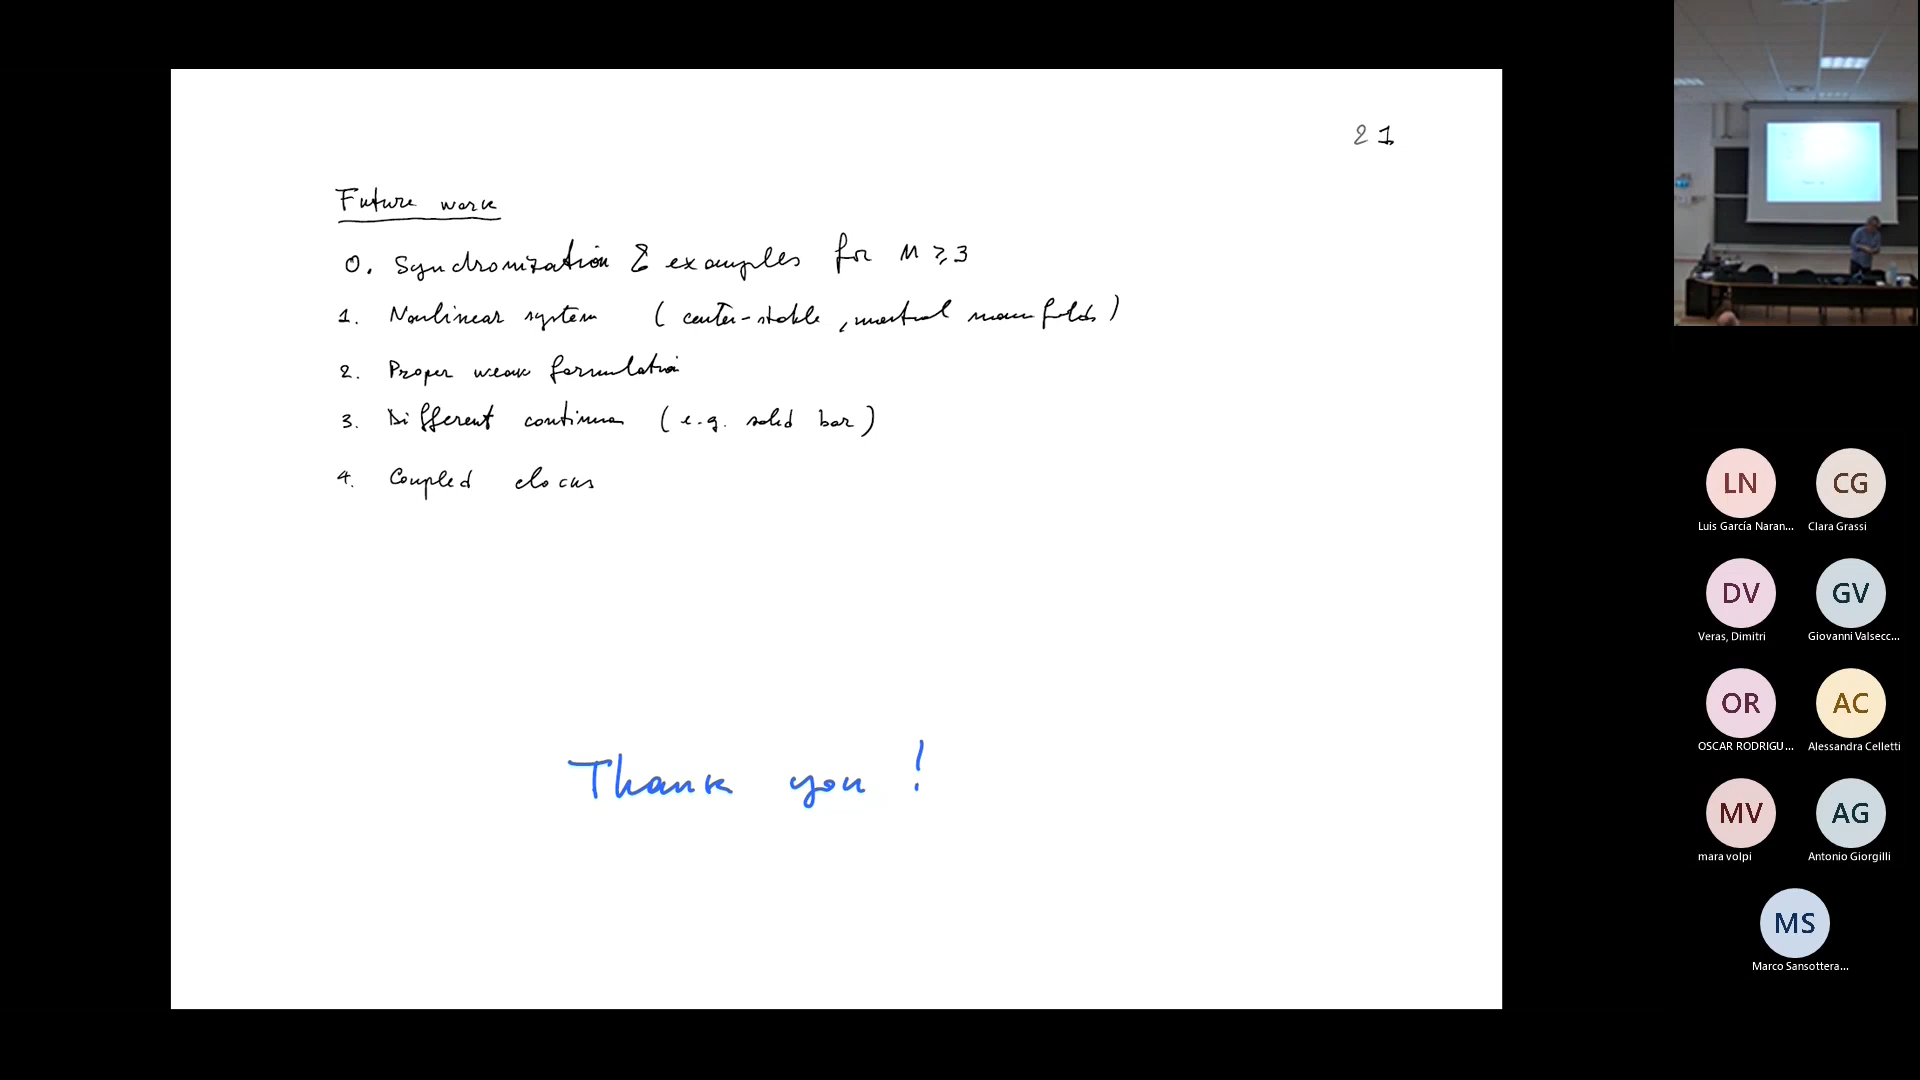 21
Future work
0. Synchronization & examples for M ≥ 3
1. Nonlinear system (center-stable, inertial manifolds)
2. Proper weak formulation
3. Different continua (e.g. solid bar)
4. Coupled clocks
Thank you!
LN
CG
Luis García Naran...
Clara Grassi
DV
GV
Veras, Dimitri
Giovanni Valsecc...
OR
AC
OSCAR RODRIGU...
Alessandra Celletti
MV
AG
mara volpi
Antonio Giorgilli
MS
Marco Sansottera...